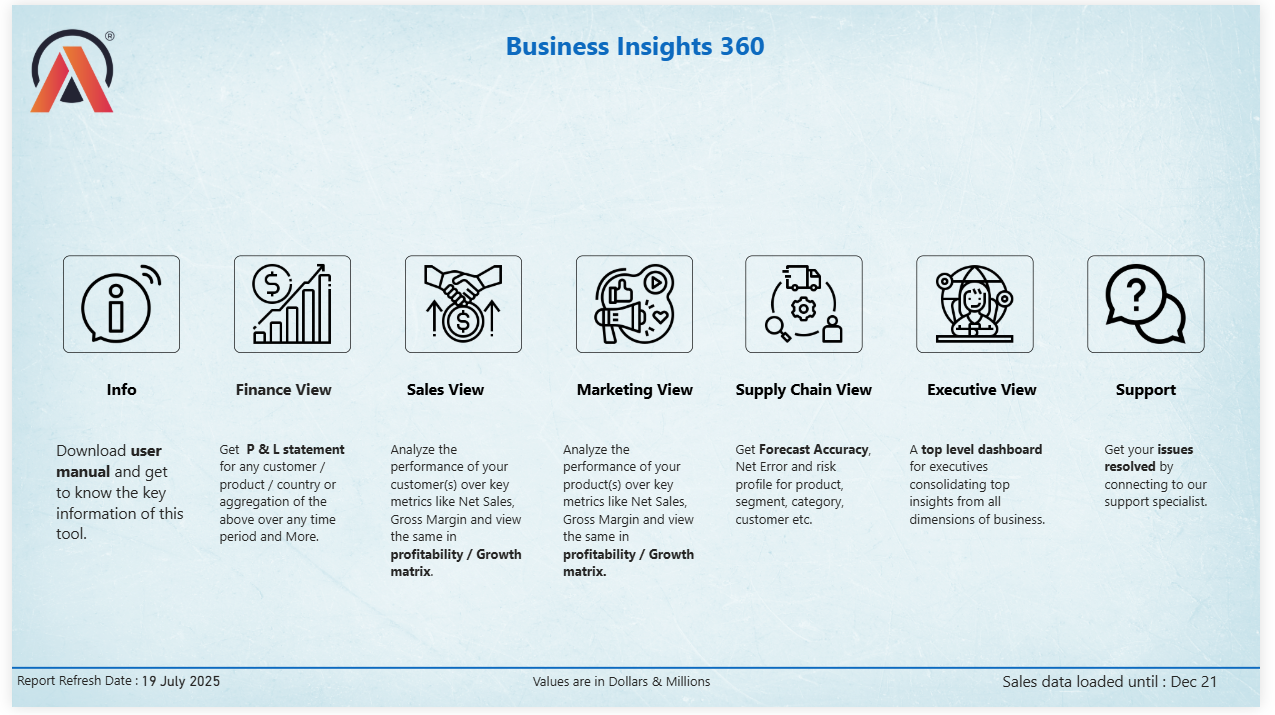 ®
Business Insights 360
Info
Finance View
Sales View
Marketing View
Supply Chain View
Executive View
Support
Download user
manual and get
to know the key
information of this
tool.
Get P & L statement
for any customer /
product / country or
aggregation of the
above over any time
period and More.
Analyze the
performance of your
customer(s) over key
metrics like Net Sales,
Gross Margin and view
the same in
profitability / Growth
matrix.
Analyze the
performance of your
product(s) over key
metrics like Net Sales,
Gross Margin and view
the same in
profitability / Growth
matrix.
Get Forecast Accuracy,
Net Error and risk
profile for product,
segment, category,
customer etc.
A top level dashboard
for executives
consolidating top
insights from all
dimensions of business.
Get your issues
resolved by
connecting to our
support specialist.
Report Refresh Date : 19 July 2025
Values are in Dollars & Millions
Sales data loaded until : Dec 21